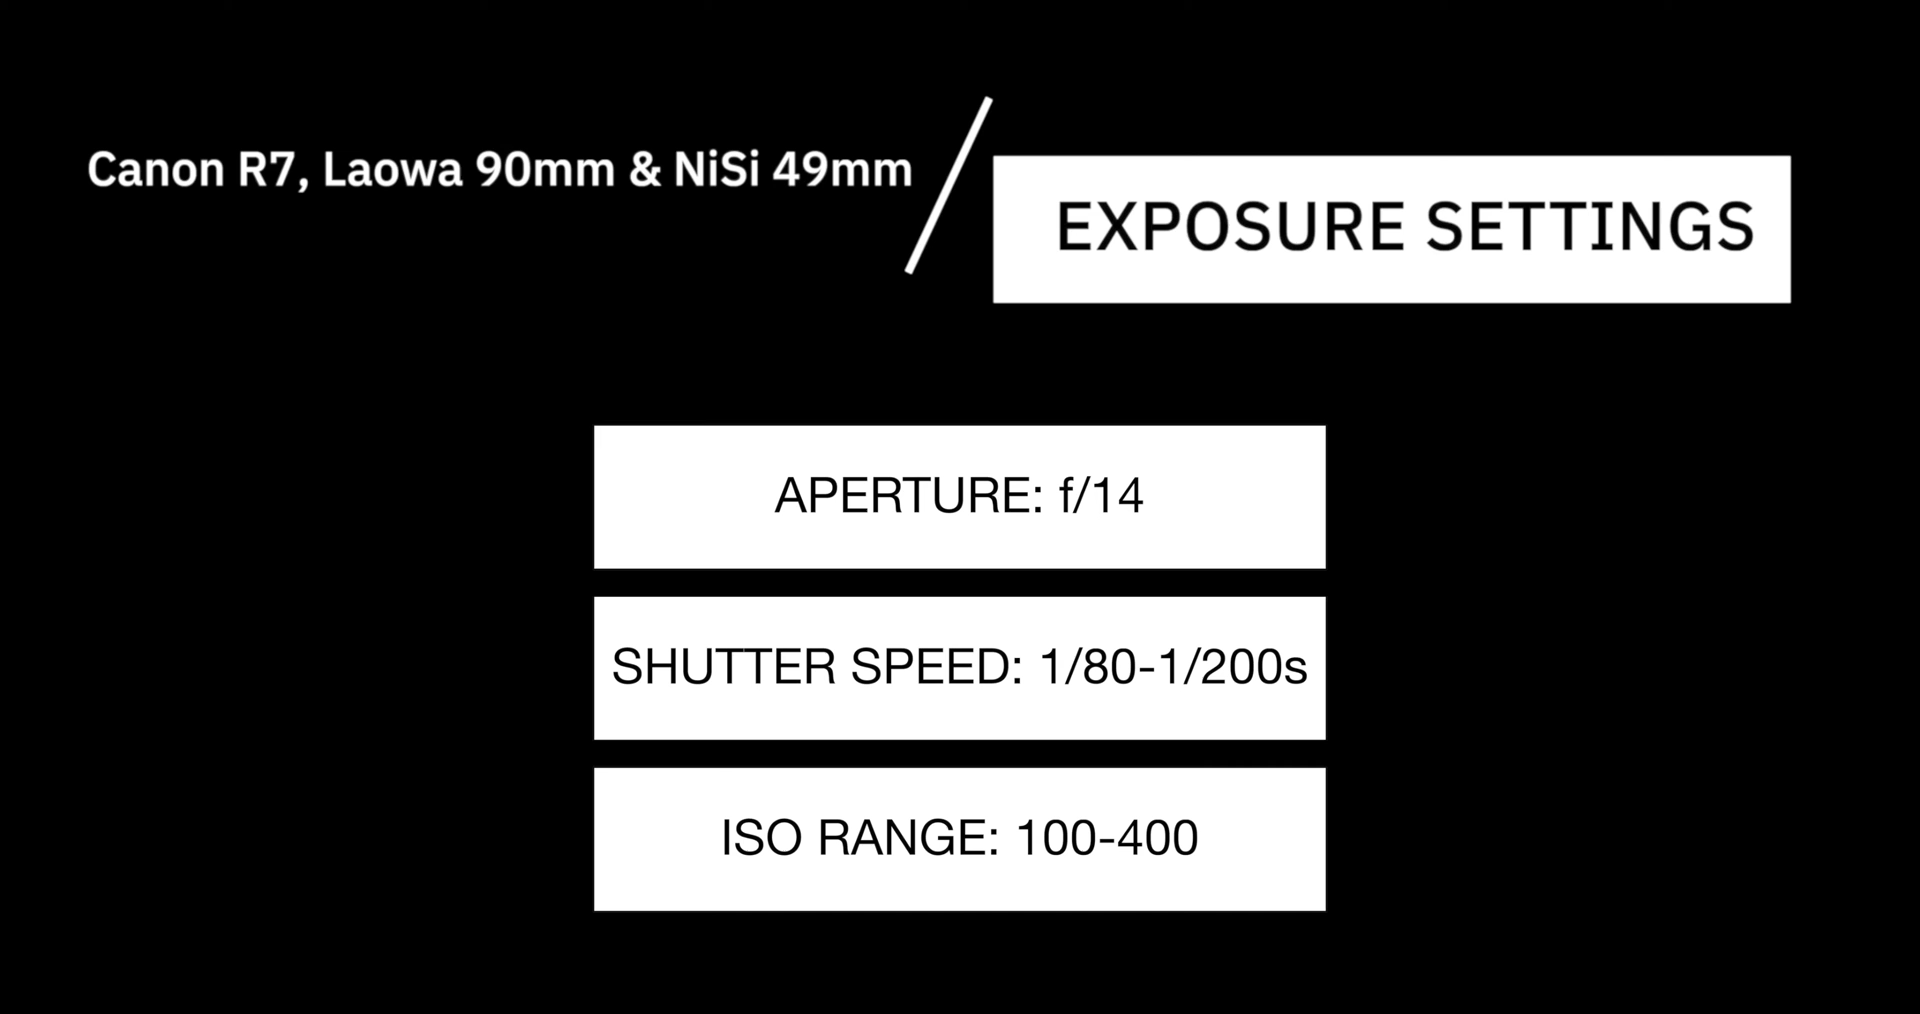 Canon R7, Laowa 90mm & NiSi 49mm
EXPOSURE SETTINGS
APERTURE: f/14
SHUTTER SPEED: 1/80-1/200s
ISO RANGE: 100-400